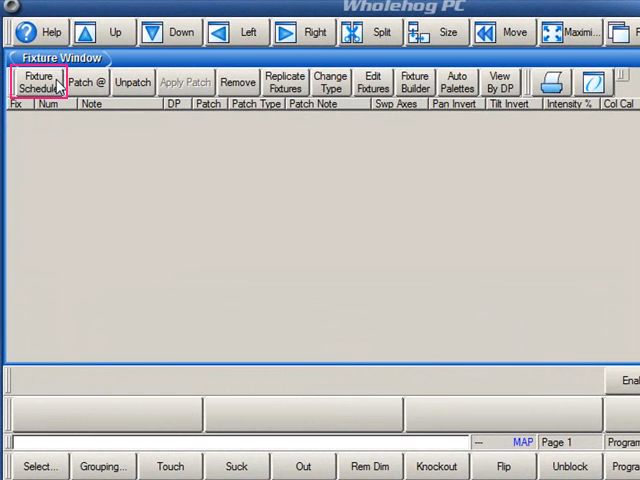 Wholehog PC
Help Up Down Left Right Split Size Move Maximi... F
Fixture Window
Fixture Schedule Patch @ Unpatch Apply Patch Remove Replicate Fixtures Change Type Edit Fixtures Fixture Builder Auto Palettes View By DP
Fix Num Note DP Patch Patch Type Patch Note Swp Axes Pan Invert Tilt Invert Intensity % Col Cal
Enal
--- MAP Page 1 Program
Select... Grouping... Touch Suck Out Rem Dim Knockout Flip Unblock Progra